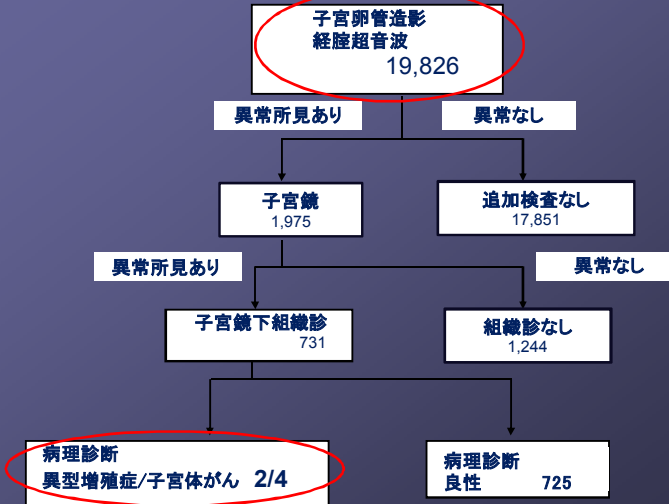 子宮卵管造影
経腟超音波
19,826
異常所見あり
異常なし
子宮鏡
1,975
追加検査なし
17,851
異常所見あり
異常なし
子宮鏡下組織診
731
組織診なし
1,244
病理診断
異型増殖症/子宮体がん 2/4
病理診断
良性 725